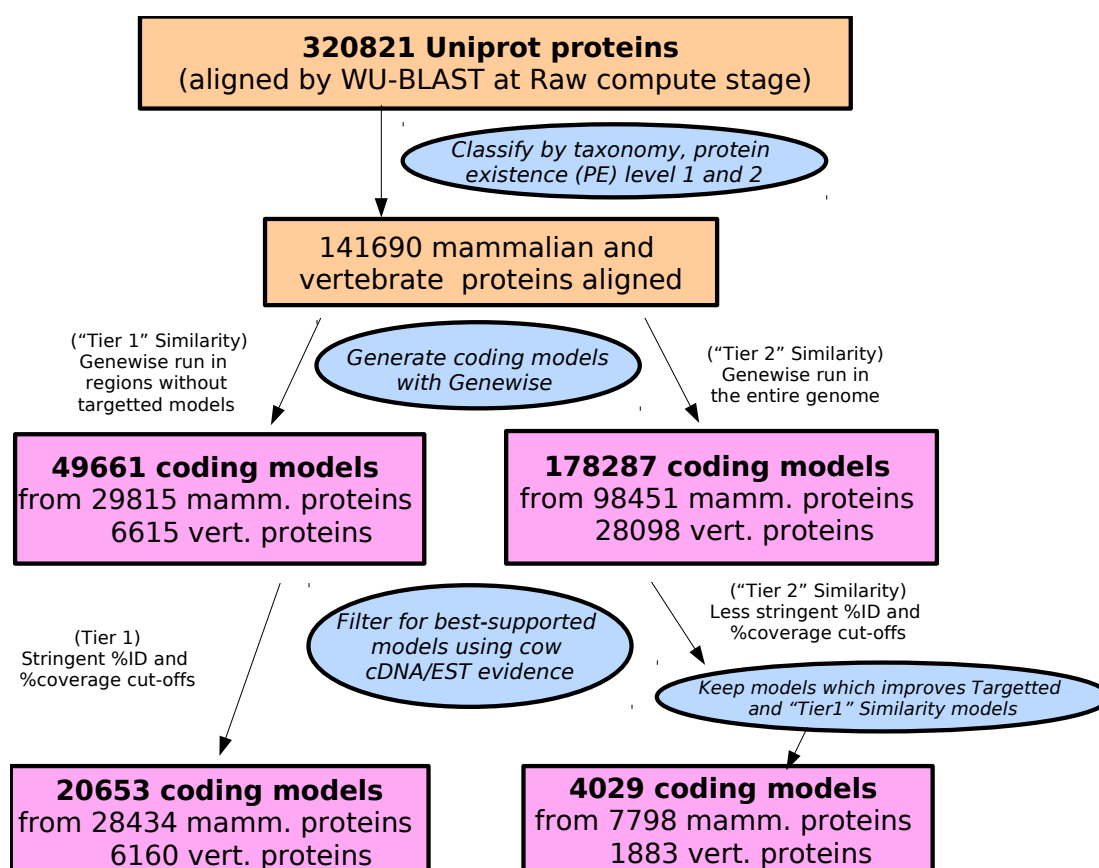 320821 Uniprot proteins
(aligned by WU-BLAST at Raw compute stage)
Classify by taxonomy, protein
existence (PE) level 1 and 2
141690 mammalian and
vertebrate proteins aligned
("Tier 1" Similarity)
Genewise run in
regions without
targetted models
Generate coding models
with Genewise
("Tier 2" Similarity)
Genewise run in
the entire genome
49661 coding models
from 29815 mamm. proteins
6615 vert. proteins
178287 coding models
from 98451 mamm. proteins
28098 vert. proteins
(Tier 1)
Stringent %ID and
%coverage cut-offs
Filter for best-supported
models using cow
cDNA/EST evidence
("Tier 2" Similarity)
Less stringent %ID and
%coverage cut-offs
Keep models which improves Targetted
and "Tier1" Similarity models
20653 coding models
from 28434 mamm. proteins
6160 vert. proteins
4029 coding models
from 7798 mamm. proteins
1883 vert. proteins